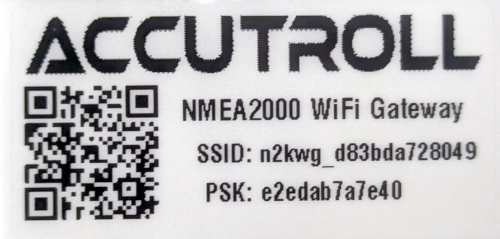 ACCUTROLL
NMEA2000 WiFi Gateway
SSID: n2kwg_d83bda728049
PSK: e2edab7a7e40